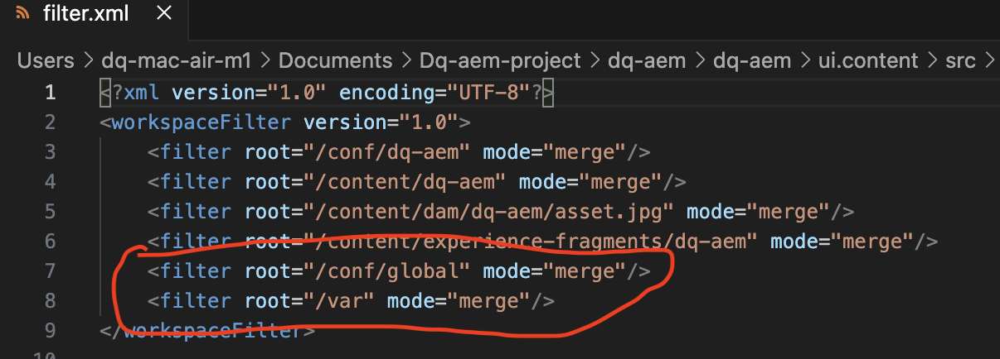 filter.xml
Users > dq-mac-air-m1 > Documents > Dq-aem-project > dq-aem > dq-aem > ui.content > src >
1 <?xml version="1.0" encoding="UTF-8"?>
2 <workspaceFilter version="1.0">
3 <filter root="/conf/dq-aem" mode="merge"/>
4 <filter root="/content/dq-aem" mode="merge"/>
5 <filter root="/content/dam/dq-aem/asset.jpg" mode="merge"/>
6 <filter root="/content/experience-fragments/dq-aem" mode="merge"/>
7 <filter root="/conf/global" mode="merge"/>
8 <filter root="/var" mode="merge"/>
9 </workspaceFilter>
10